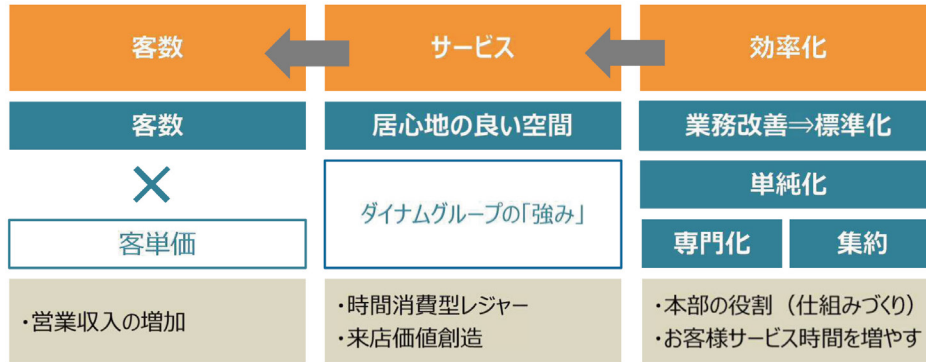 客数
サービス
効率化
客数
居心地の良い空間
業務改善⇒標準化
×
客単価
ダイナムグループの「強み」
単純化
専門化
集約
・営業収入の増加
・時間消費型レジャー
・来店価値創造
・本部の役割（仕組みづくり）
・お客様サービス時間を増やす